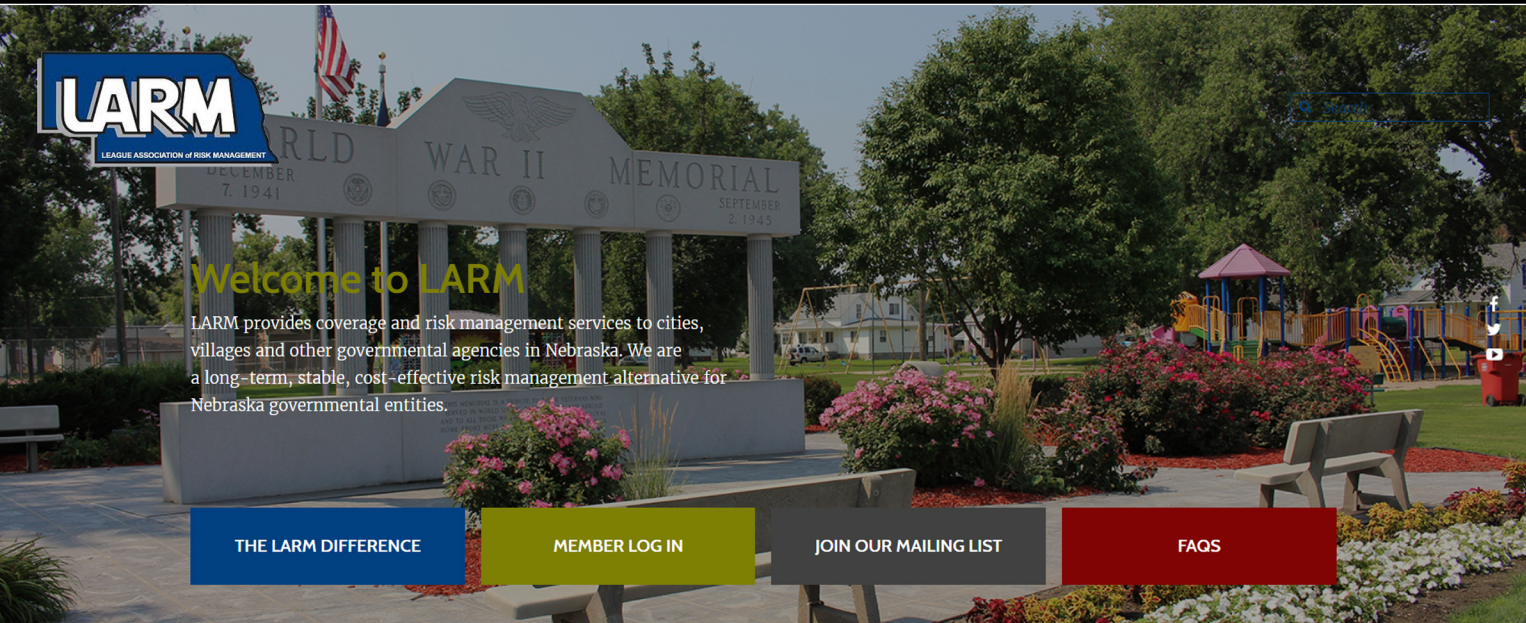 LARM
LEAGUE ASSOCIATION of RISK MANAGEMENT
Search
RLD
WAR II
MEMORIAL
DECEMBER
7, 1941
SEPTEMBER
2, 1945
Welcome to LARM
LARM provides coverage and risk management services to cities,
villages and other governmental agencies in Nebraska. We are
a long-term, stable, cost-effective risk management alternative for
Nebraska governmental entities.
THE LARM DIFFERENCE
MEMBER LOG IN
JOIN OUR MAILING LIST
FAQS